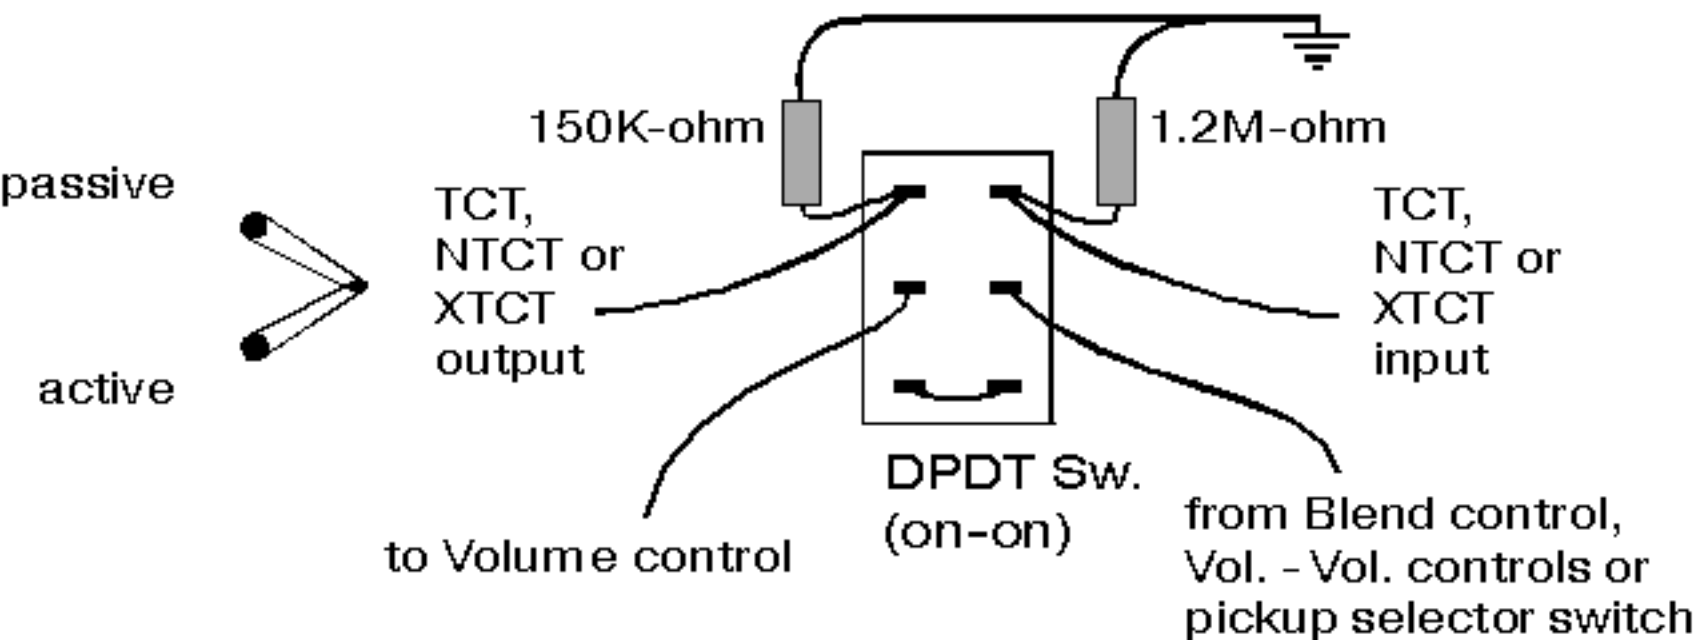 150K-ohm
1.2M-ohm
passive
active
TCT,
NTCT or
XTCT
output
TCT,
NTCT or
XTCT
input
DPDT Sw.
(on-on)
to Volume control
from Blend control,
Vol. - Vol. controls or
pickup selector switch